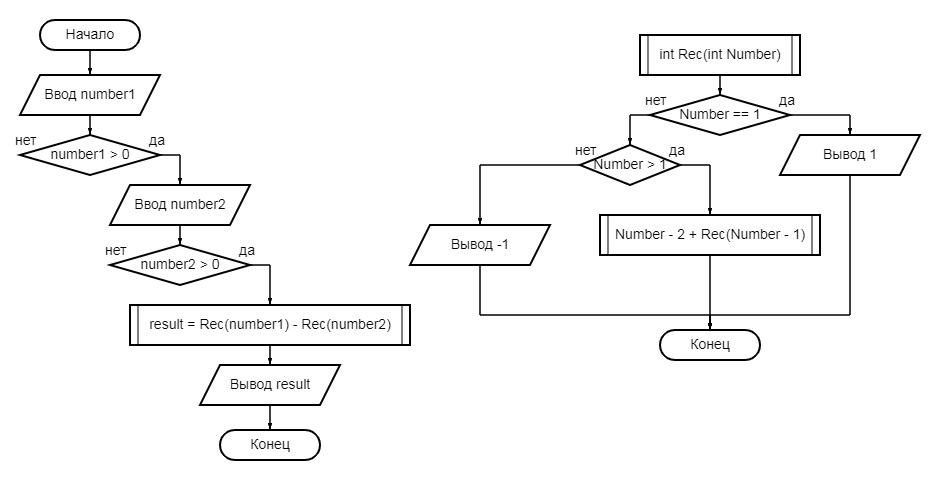 Начало
Ввод number1
нет
да
number1 > 0
Ввод number2
нет
да
number2 > 0
result = Rec(number1) - Rec(number2)
Вывод result
Конец
int Rec(int Number)
нет
да
Number == 1
Вывод 1
нет
да
Number > 1
Вывод -1
Number - 2 + Rec(Number - 1)
Конец